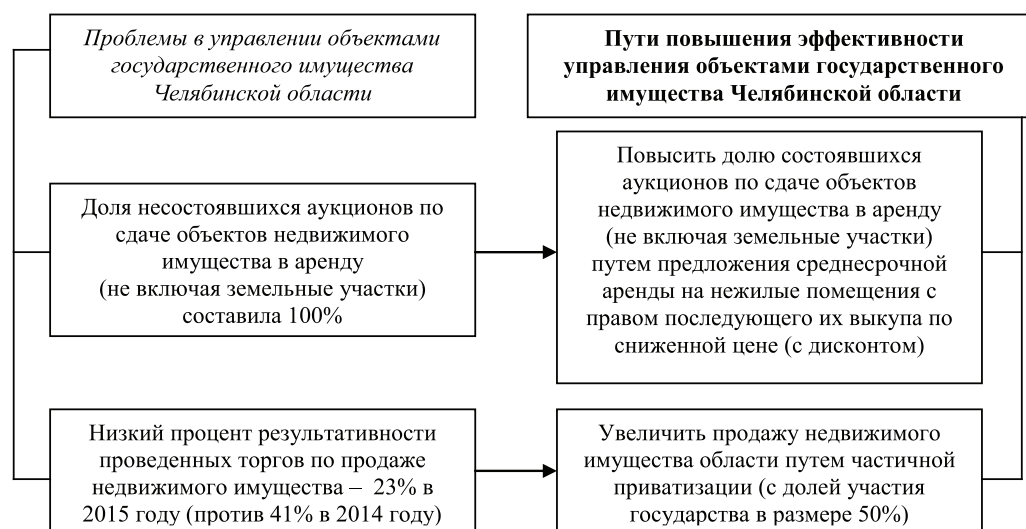 Проблемы в управлении объектами
государственного имущества
Челябинской области
Пути повышения эффективности
управления объектами государственного
имущества Челябинской области
Доля несостоявшихся аукционов по
сдаче объектов недвижимого
имущества в аренду
(не включая земельные участки)
составила 100%
Повысить долю состоявшихся
аукционов по сдаче объектов
недвижимого имущества в аренду
(не включая земельные участки)
путем предложения среднесрочной
аренды на нежилые помещения с
правом последующего их выкупа по
сниженной цене (с дисконтом)
Низкий процент результативности
проведенных торгов по продаже
недвижимого имущества – 23% в
2015 году (против 41% в 2014 году)
Увеличить продажу недвижимого
имущества области путем частичной
приватизации (с долей участия
государства в размере 50%)